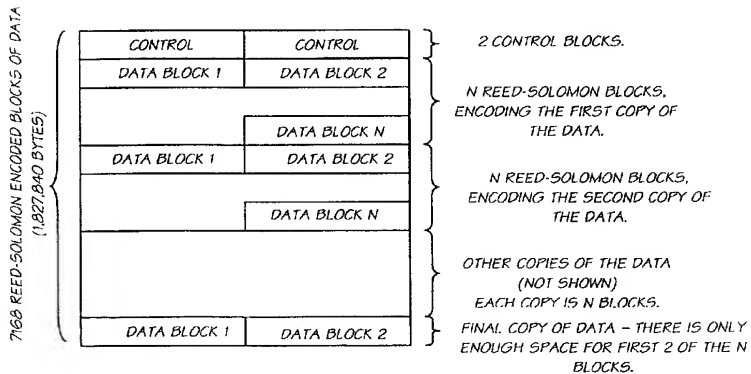 7168 REED-SOLOMON ENCODED BLOCKS OF DATA
(1,827,840 BYTES)
CONTROL CONTROL
2 CONTROL BLOCKS.
DATA BLOCK 1 DATA BLOCK 2
N REED-SOLOMON BLOCKS,
ENCODING THE FIRST COPY OF
THE DATA.
DATA BLOCK N
DATA BLOCK 1 DATA BLOCK 2
N REED-SOLOMON BLOCKS,
ENCODING THE SECOND COPY OF
THE DATA.
DATA BLOCK N
OTHER COPIES OF THE DATA
(NOT SHOWN)
EACH COPY IS N BLOCKS.
DATA BLOCK 1 DATA BLOCK 2
FINAL COPY OF DATA – THERE IS ONLY
ENOUGH SPACE FOR FIRST 2 OF THE N
BLOCKS.